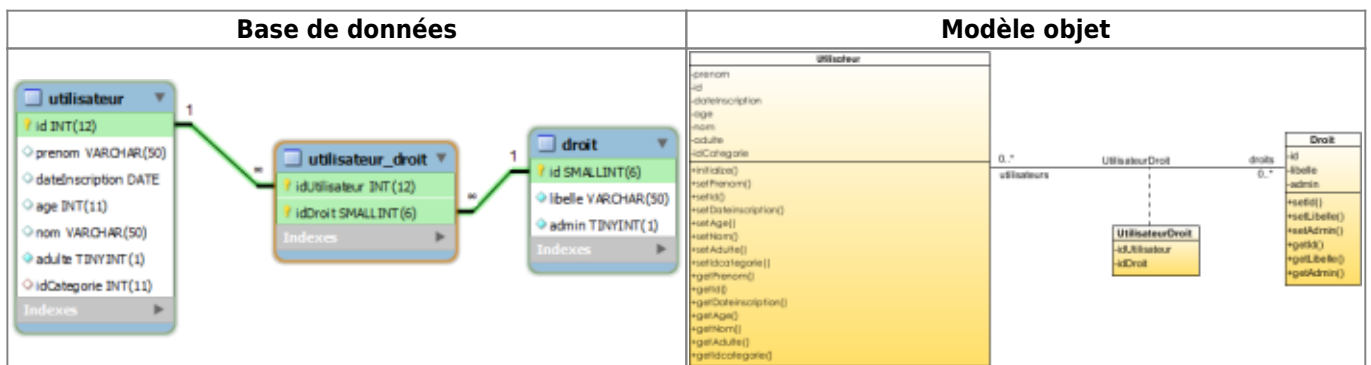 Base de données
Modèle objet
utilisateur
id INT(12)
prenom VARCHAR(50)
dateInscription DATE
age INT(11)
nom VARCHAR(50)
adulte TINYINT(1)
idCategorie INT(11)
Indexes
1
∞
utilisateur_droit
idUtilisateur INT(12)
idDroit SMALLINT(6)
Indexes
∞
1
droit
id SMALLINT(6)
libelle VARCHAR(50)
admin TINYINT(1)
Indexes
Utilisateur
-prenom
-id
-dateInscription
-age
-nom
-adulte
-idCategorie
+initialize()
+setPrenom()
+setId()
+setDateinscription()
+setAge()
+setNom()
+setAdulte()
+setIdcategorie()
+getPrenom()
+getId()
+getDateinscription()
+getAge()
+getNom()
+getAdulte()
+getIdcategorie()
0..*
utilisateurs
UtilisateurDroit
droits
0..*
UtilisateurDroit
-idUtilisateur
-idDroit
Droit
-id
-libelle
-admin
+setId()
+setLibelle()
+setAdmin()
+getId()
+getLibelle()
+getAdmin()